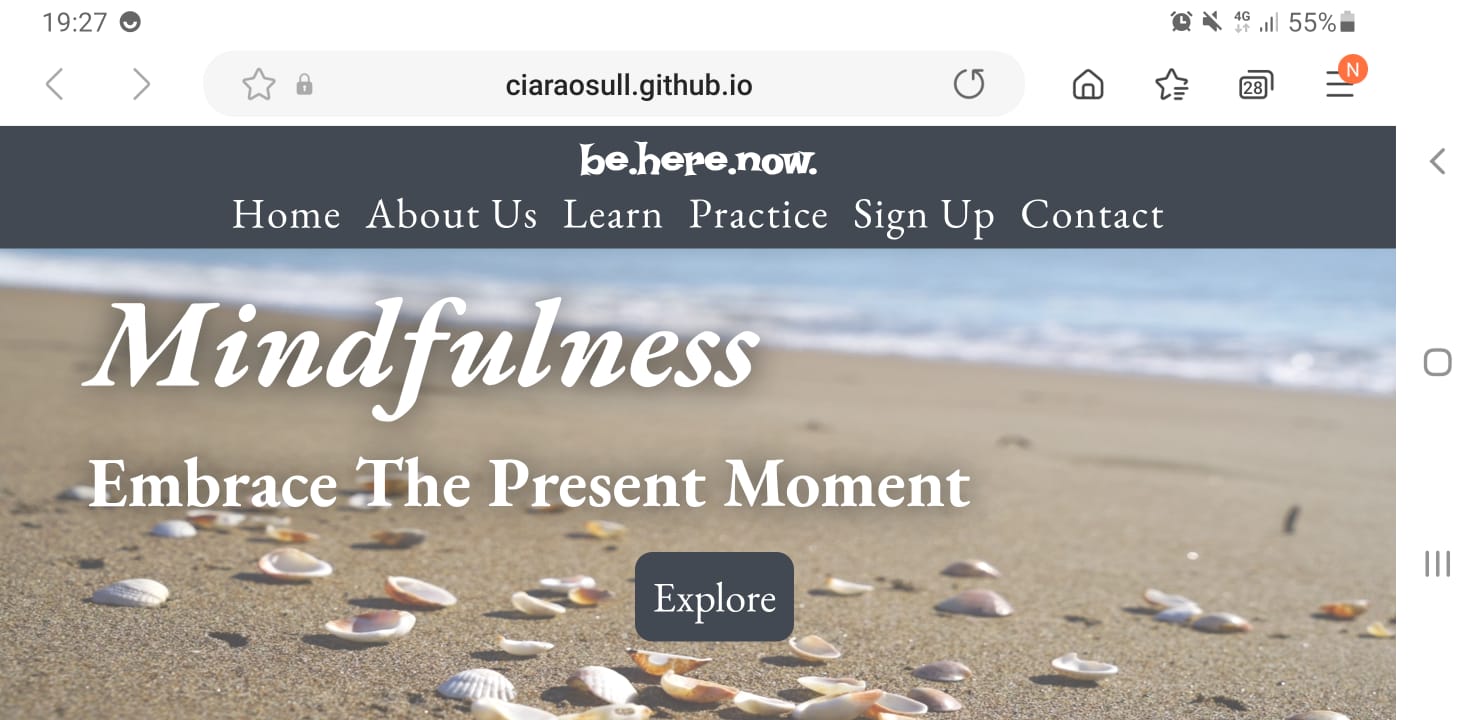 19:27 4G 55%
ciaraosull.github.io 28 N
be.here.now.
Home About Us Learn Practice Sign Up Contact
Mindfulness
Embrace The Present Moment
Explore